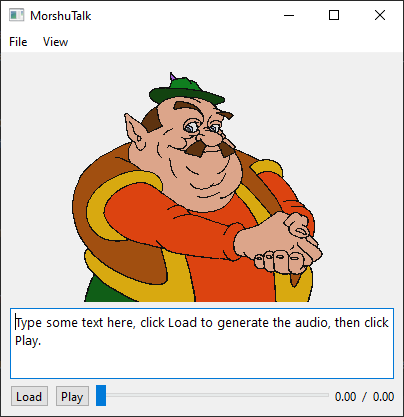 MorshuTalk
File View
Type some text here, click Load to generate the audio, then click
Play.
Load Play 0.00 / 0.00